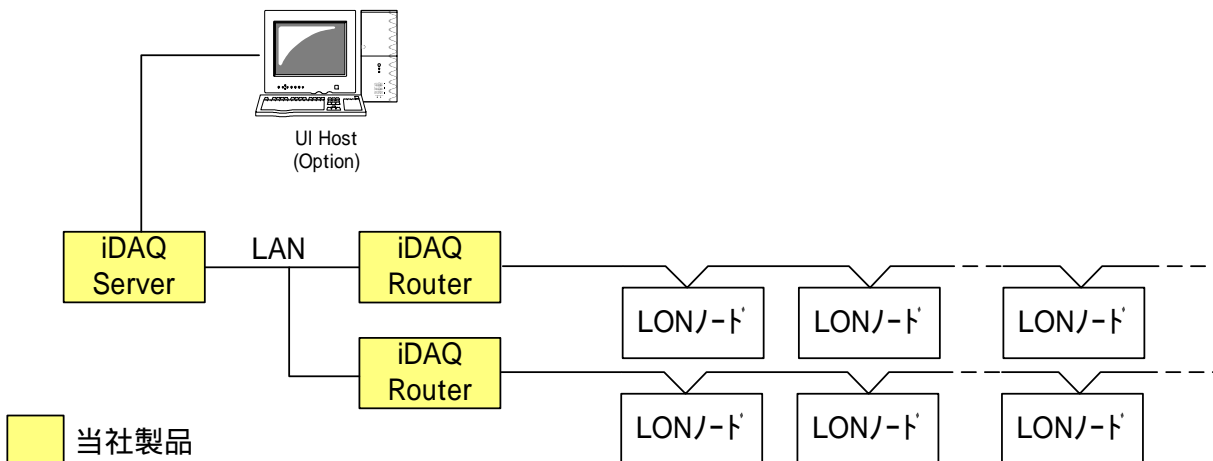 UI Host
(Option)
iDAQ
Server
LAN
iDAQ
Router
LONﾉｰﾄﾞ
LONﾉｰﾄﾞ
LONﾉｰﾄﾞ
iDAQ
Router
LONﾉｰﾄﾞ
LONﾉｰﾄﾞ
LONﾉｰﾄﾞ
当社製品